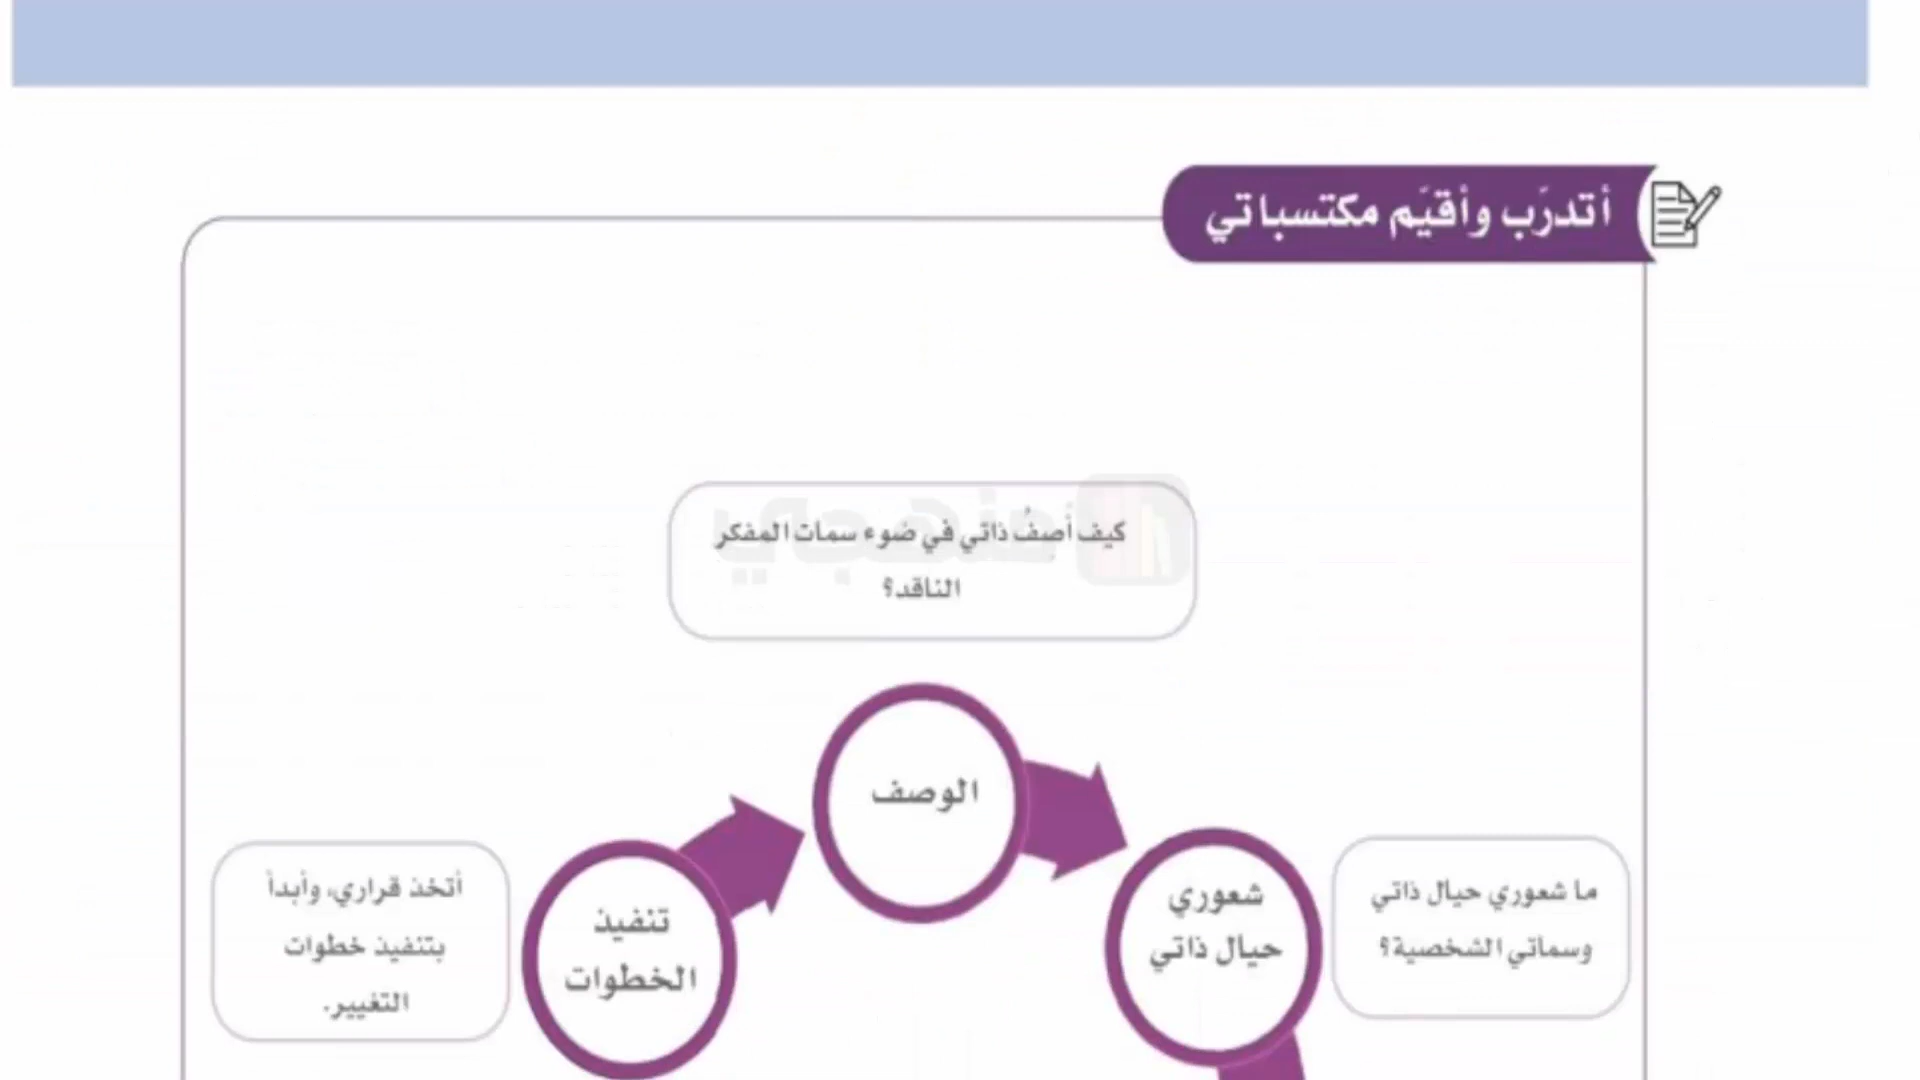 أتدرَّب وأقيَّم مكتسباتي
منهجي
كيف أصفُ ذاتي في ضوء سمات المفكر
الناقد؟
الوصف
شعوري
حيال ذاتي
ما شعوري حيال ذاتي
وسماتي الشخصية؟
تنفيذ
الخطوات
أتخذ قراري، وأبدأ
بتنفيذ خطوات
التغيير.